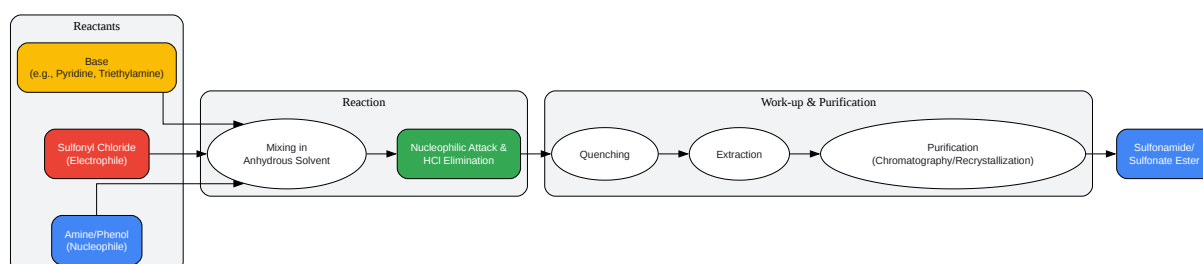 Reactants
Base
(e.g., Pyridine, Triethylamine)
Sulfonyl Chloride
(Electrophile)
Amine/Phenol
(Nucleophile)
Reaction
Mixing in
Anhydrous Solvent
Nucleophilic Attack &
HCl Elimination
Work-up & Purification
Quenching
Extraction
Purification
(Chromatography/Recrystallization)
Sulfonamide/
Sulfonate Ester